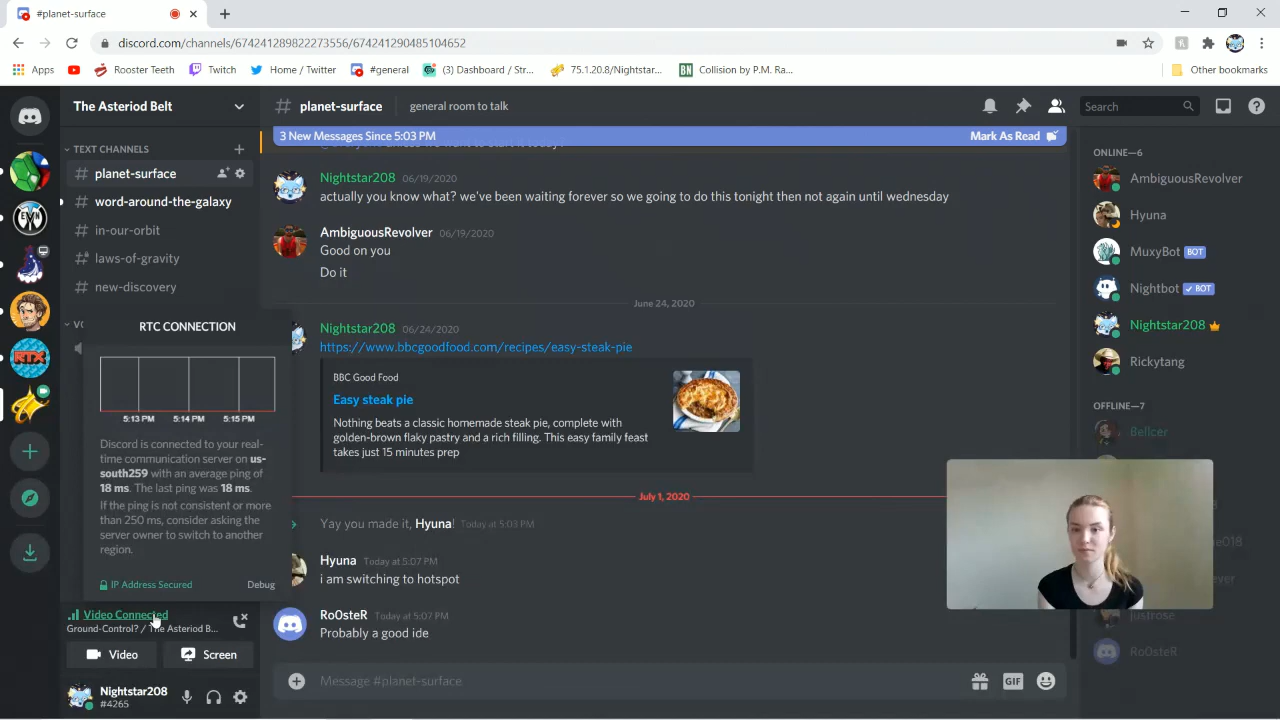 #planet-surface
discord.com/channels/674241289822273556/674241290485104652
Apps
Rooster Teeth
Twitch
Home / Twitter
#general
(3) Dashboard / Str...
75.1.20.8/Nightstar...
Collision by P.M. Ra...
Other bookmarks
The Asteriod Belt
# planet-surface
general room to talk
Search
3 New Messages Since 5:03 PM
Mark As Read
TEXT CHANNELS
# planet-surface
# word-around-the-galaxy
# in-our-orbit
# laws-of-gravity
# new-discovery
RTC CONNECTION
5:13 PM 5:14 PM 5:15 PM
Discord is connected to your real-
time communication server on us-
south259 with an average ping of
18 ms. The last ping was 18 ms.
If the ping is not consistent or more
than 250 ms, consider asking the
server owner to switch to another
region.
IP Address Secured
Debug
Video Connected
Ground-Control? / The Asteriod B...
Video
Screen
Nightstar208
#4265
Nightstar208 06/19/2020
actually you know what? we've been waiting forever so we going to do this tonight then not again until wednesday
AmbiguousRevolver 06/19/2020
Good on you
Do it
June 24, 2020
Nightstar208 06/24/2020
https://www.bbcgoodfood.com/recipes/easy-steak-pie
BBC Good Food
Easy steak pie
Nothing beats a classic homemade steak pie, complete with
golden-brown flaky pastry and a rich filling. This easy family feast
takes just 15 minutes prep
July 1, 2020
Yay you made it, Hyuna! Today at 5:03 PM
Hyuna Today at 5:07 PM
i am switching to hotspot
RoOsteR Today at 5:07 PM
Probably a good ide
Message #planet-surface
GIF
ONLINE—6
AmbiguousRevolver
Hyuna
MuxyBot BOT
Nightbot BOT
Nightstar208
Rickytang
OFFLINE—7
Bellcer
justrose
RoOsteR